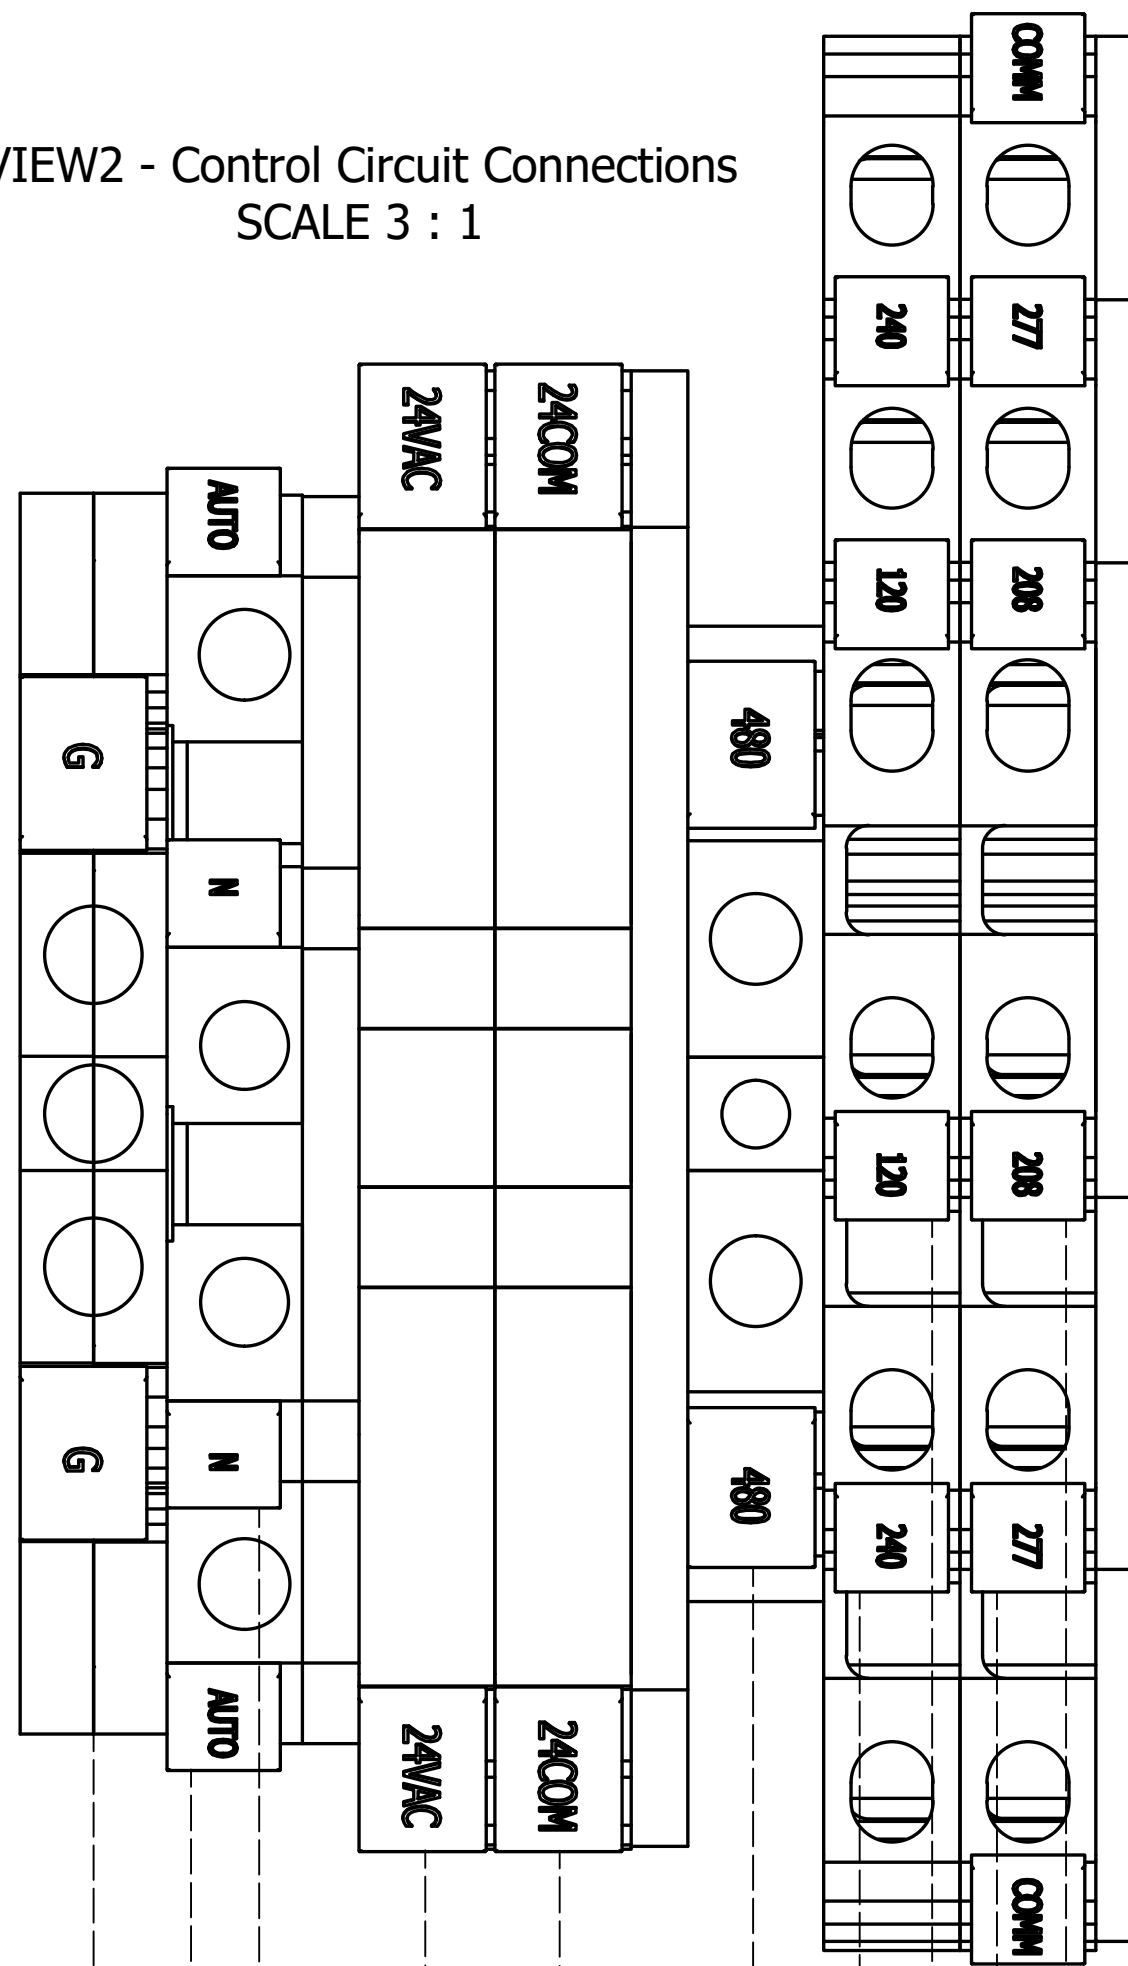 VIEW2 - Control Circuit Connections
SCALE 3 : 1
COMM
240
277
24VAC
24COM
AUTO
120
208
480
G
N
120
208
N
G
480
240
277
AUTO
24VAC
24COM
COMM